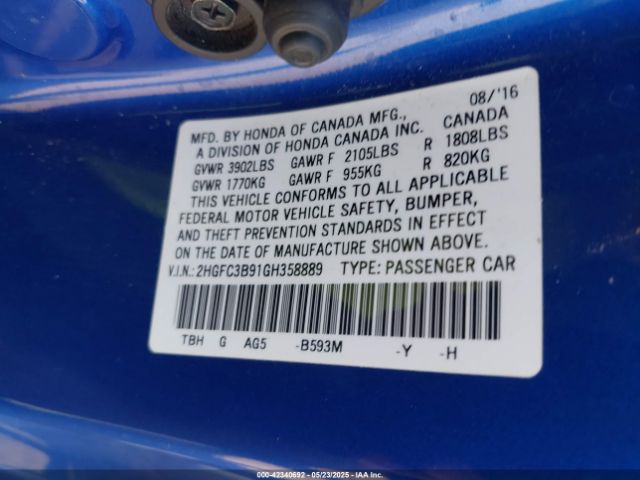 08/'16
MFD. BY HONDA OF CANADA MFG., CANADA
A DIVISION OF HONDA CANADA INC.
GVWR 3902LBS GAWR F 2105LBS R 1808LBS
GVWR 1770KG GAWR F 955KG R 820KG
THIS VEHICLE CONFORMS TO ALL APPLICABLE
FEDERAL MOTOR VEHICLE SAFETY, BUMPER,
AND THEFT PREVENTION STANDARDS IN EFFECT
ON THE DATE OF MANUFACTURE SHOWN ABOVE.
V.I.N.: 2HGFC3B91GH358889 TYPE: PASSENGER CAR
TBH G AG5 -B593M -Y -H
000-42340692 - 05/23/2025 - IAAI.COM